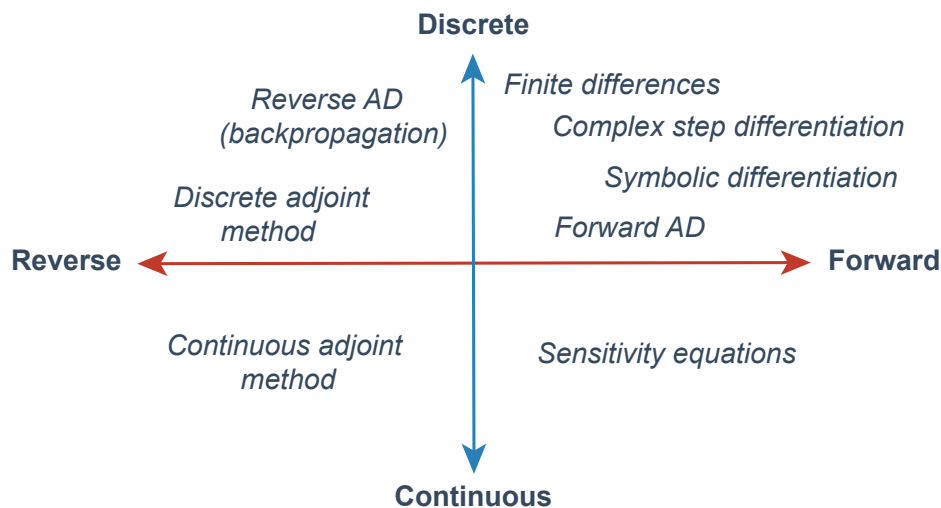 Discrete
Finite differences
Reverse AD
(backpropagation)
Complex step differentiation
Symbolic differentiation
Discrete adjoint
method
Forward AD
Reverse
Forward
Continuous adjoint
method
Sensitivity equations
Continuous